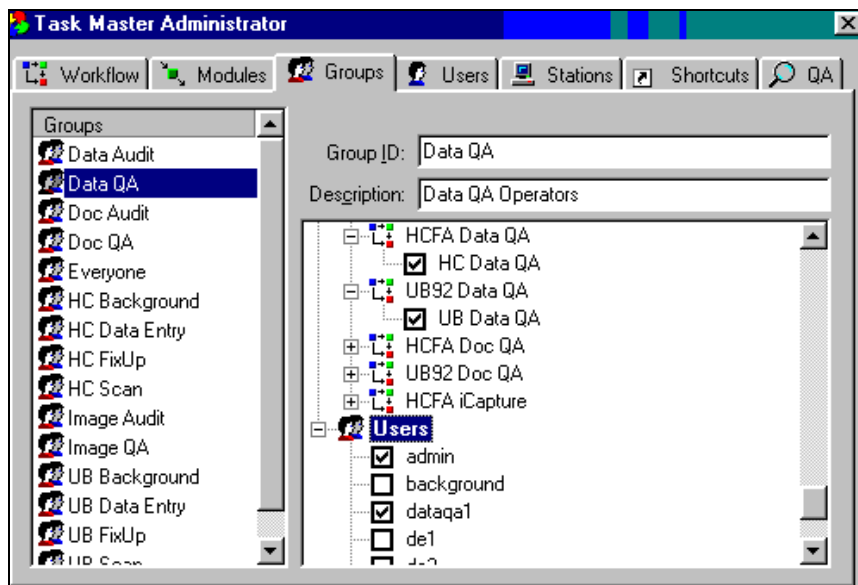 Task Master Administrator
Workflow Modules Groups Users Stations Shortcuts QA
Groups
Data Audit
Data QA
Doc Audit
Doc QA
Everyone
HC Background
HC Data Entry
HC FixUp
HC Scan
Image Audit
Image QA
UB Background
UB Data Entry
UB FixUp
UB Scan
Group ID: Data QA
Description: Data QA Operators
HCFA Data QA
HC Data QA
UB92 Data QA
UB Data QA
HCFA Doc QA
UB92 Doc QA
HCFA iCapture
Users
admin
background
dataqa1
de1
de2